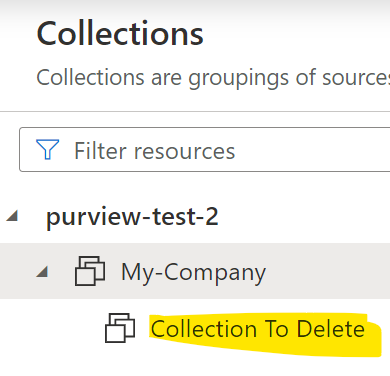 Collections
Collections are groupings of sources
Filter resources
purview-test-2
My-Company
Collection To Delete